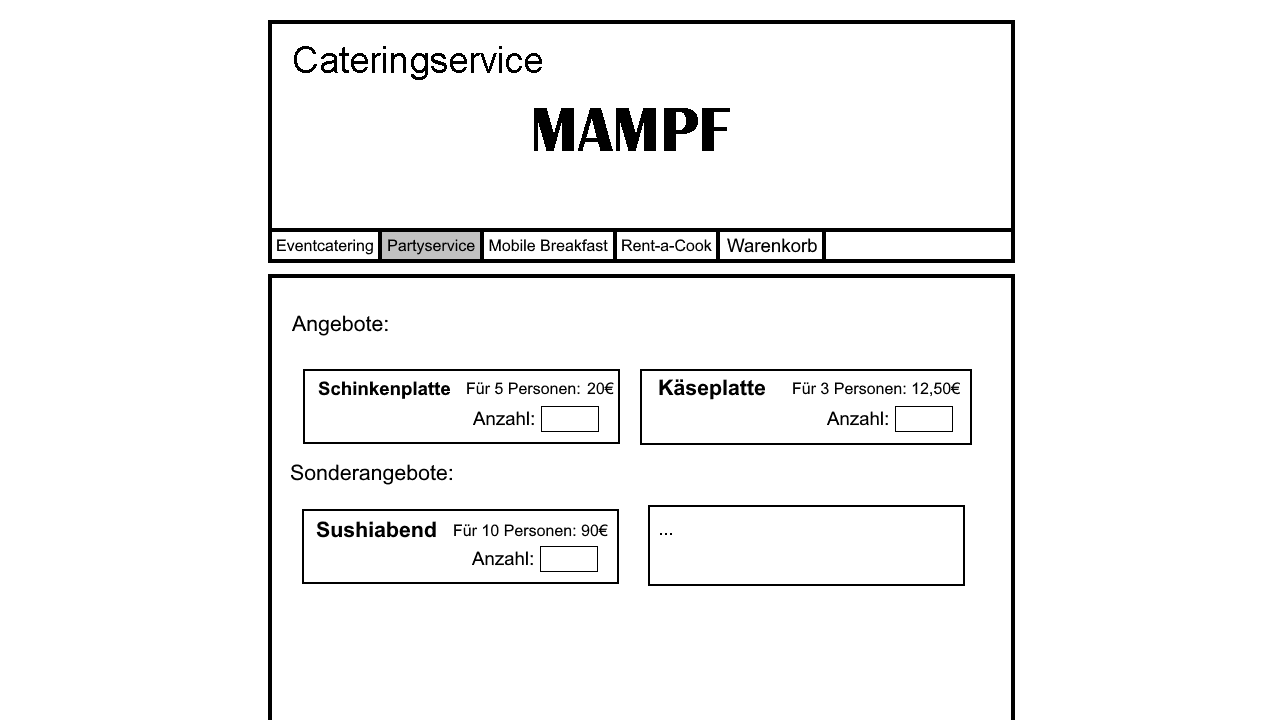 Cateringservice
MAMPF
Eventcatering Partyservice Mobile Breakfast Rent-a-Cook Warenkorb
Angebote:
Schinkenplatte Für 5 Personen: 20€
Anzahl:
Käseplatte Für 3 Personen: 12,50€
Anzahl:
Sonderangebote:
Sushiabend Für 10 Personen: 90€
Anzahl:
...